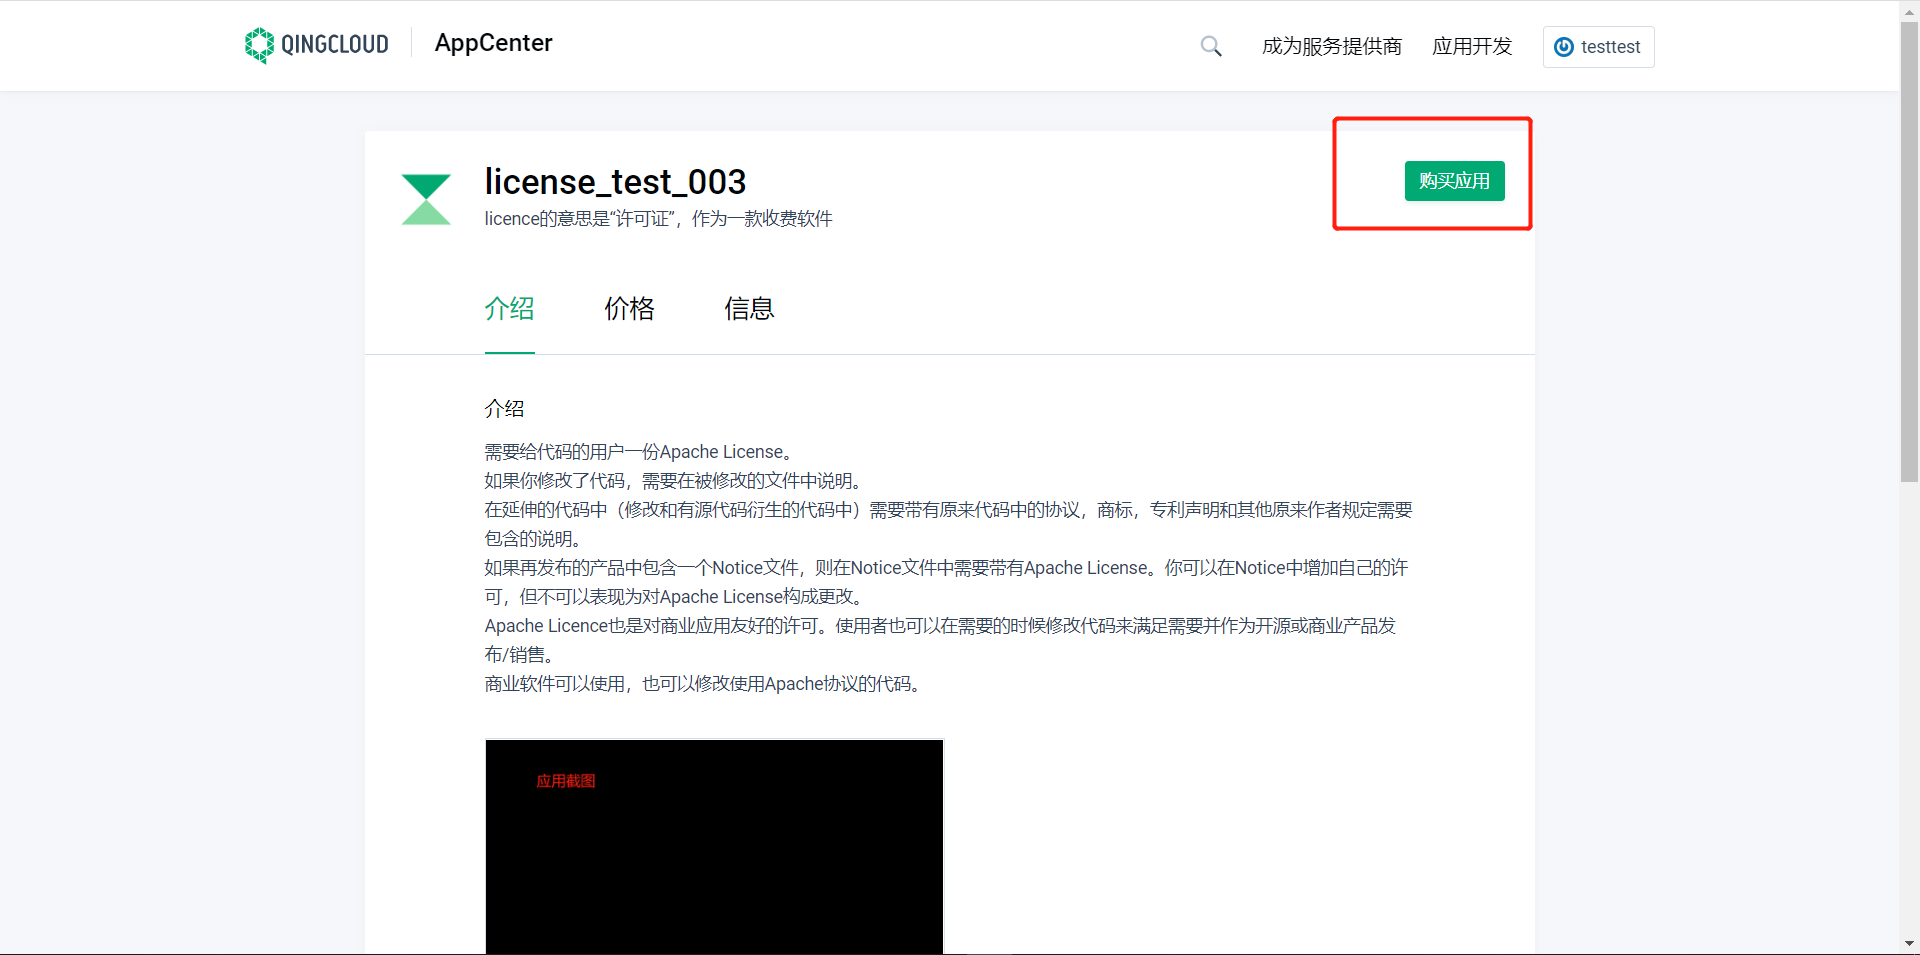 QINGCLOUD
AppCenter
成为服务提供商
应用开发
testtest
license_test_003
购买应用
licence的意思是“许可证”，作为一款收费软件
介绍
价格
信息
介绍
需要给代码的用户一份Apache License。
如果你修改了代码，需要在被修改的文件中说明。
在延伸的代码中（修改和有源代码衍生的代码中）需要带有原来代码中的协议，商标，专利声明和其他原来作者规定需要
包含的说明。
如果再发布的产品中包含一个Notice文件，则在Notice文件中需要带有Apache License。你可以在Notice中增加自己的许
可，但不可以表现为对Apache License构成更改。
Apache Licence也是对商业应用友好的许可。使用者也可以在需要的时候修改代码来满足需要并作为开源或商业产品发
布/销售。
商业软件可以使用，也可以修改使用Apache协议的代码。
应用截图